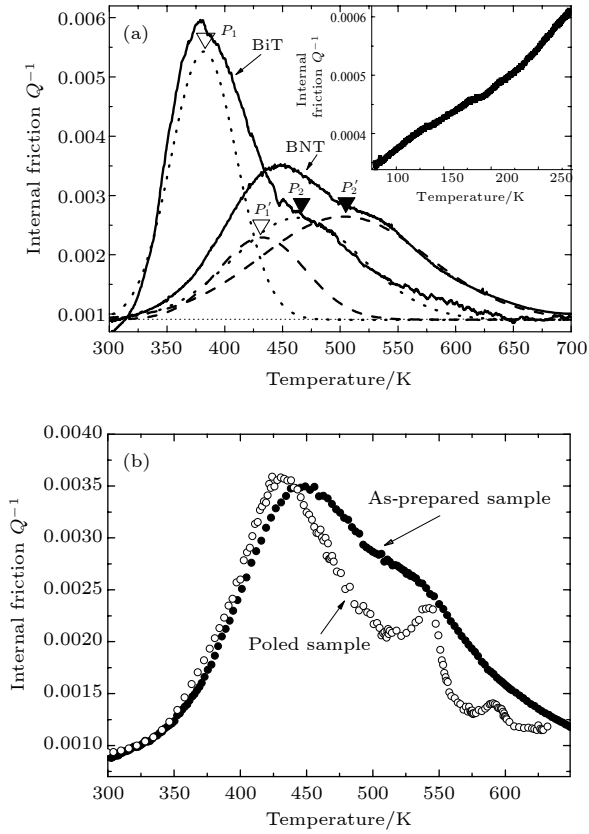 0.006
(a)
P1
BiT
0.005
0.004
BNT
0.003
P2
P2′
P1′
0.002
0.001
Internal friction Q−1
300 350 400 450 500 550 600 650 700
Temperature/K
0.0006
0.0005
0.0004
Internal
friction Q−1
100 150 200 250
Temperature/K
0.0040
(b)
0.0035
As-prepared sample
0.0030
0.0025
0.0020
Poled sample
0.0015
0.0010
Internal friction Q−1
300 350 400 450 500 550 600
Temperature/K